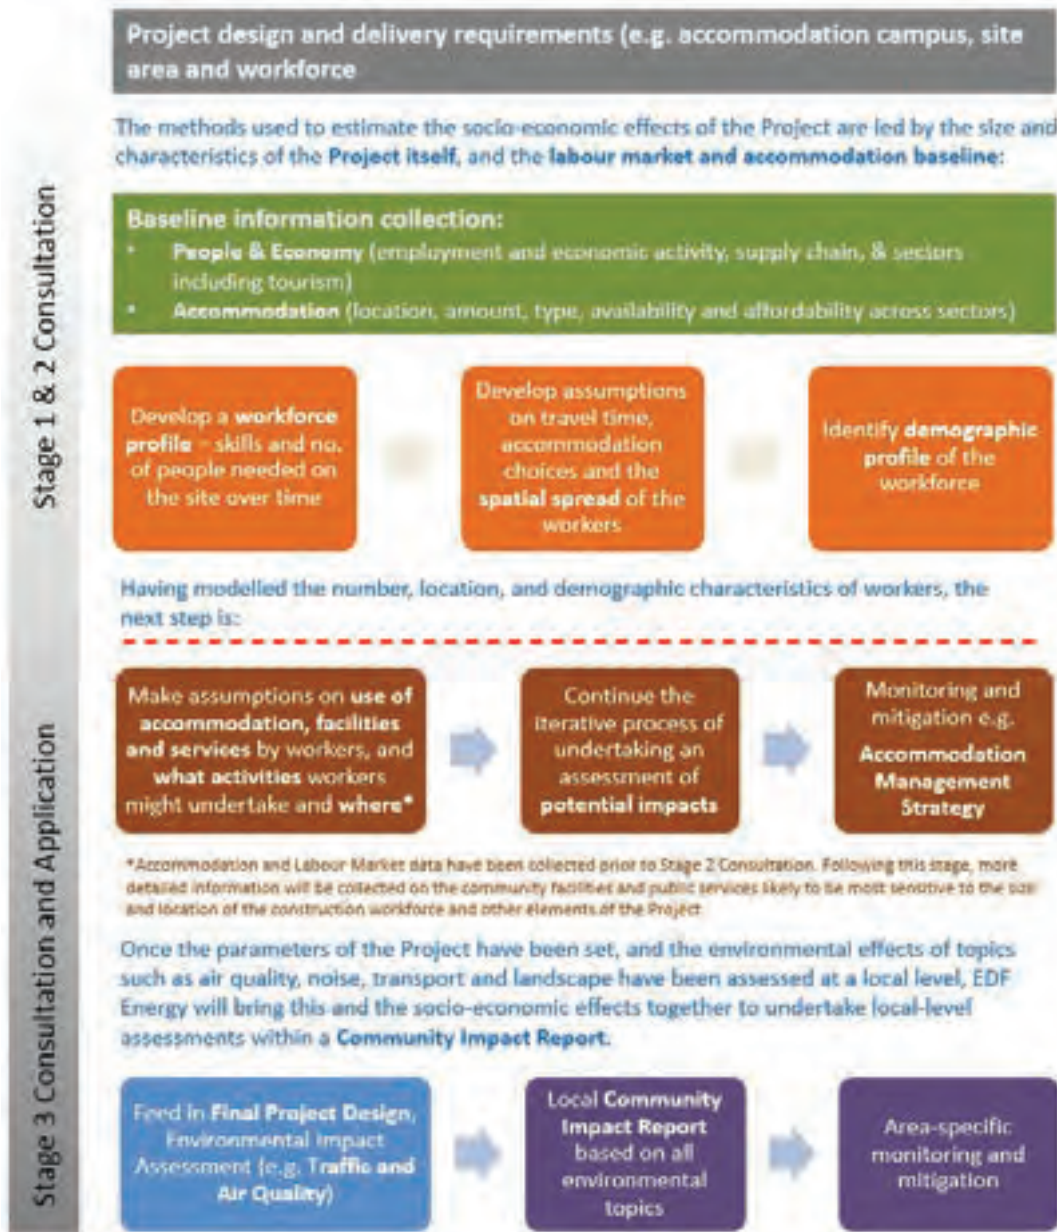 Project design and delivery requirements (e.g. accommodation campus, site
area and workforce
The methods used to estimate the socio-economic effects of the Project are led by the size and
characteristics of the Project itself, and the labour market and accommodation baseline:
Stage 1 & 2 Consultation
Baseline information collection:
• People & Economy (employment and economic activity, supply chain, & sectors
including tourism)
• Accommodation (location, amount, type, availability and affordability across sectors)
Develop a workforce
profile – skills and no.
of people needed on
the site over time
Develop assumptions
on travel time,
accommodation
choices and the
spatial spread of the
workers
Identify demographic
profile of the
workforce
Having modelled the number, location, and demographic characteristics of workers, the
next step is:
Stage 3 Consultation and Application
Make assumptions on use of
accommodation, facilities
and services by workers, and
what activities workers
might undertake and where*
Continue the
iterative process of
undertaking an
assessment of
potential impacts
Monitoring and
mitigation e.g.
Accommodation
Management
Strategy
*Accommodation and Labour Market data have been collected prior to Stage 2 Consultation. Following this stage, more
detailed information will be collected on the community facilities and public services likely to be most sensitive to the size
and location of the construction workforce and other elements of the Project
Once the parameters of the Project have been set, and the environmental effects of topics
such as air quality, noise, transport and landscape have been assessed at a local level, EDF
Energy will bring this and the socio-economic effects together to undertake local-level
assessments within a Community Impact Report.
Feed in Final Project Design,
Environmental Impact
Assessment (e.g. Traffic and
Air Quality)
Local Community
Impact Report
based on all
environmental
topics
Area-specific
monitoring and
mitigation